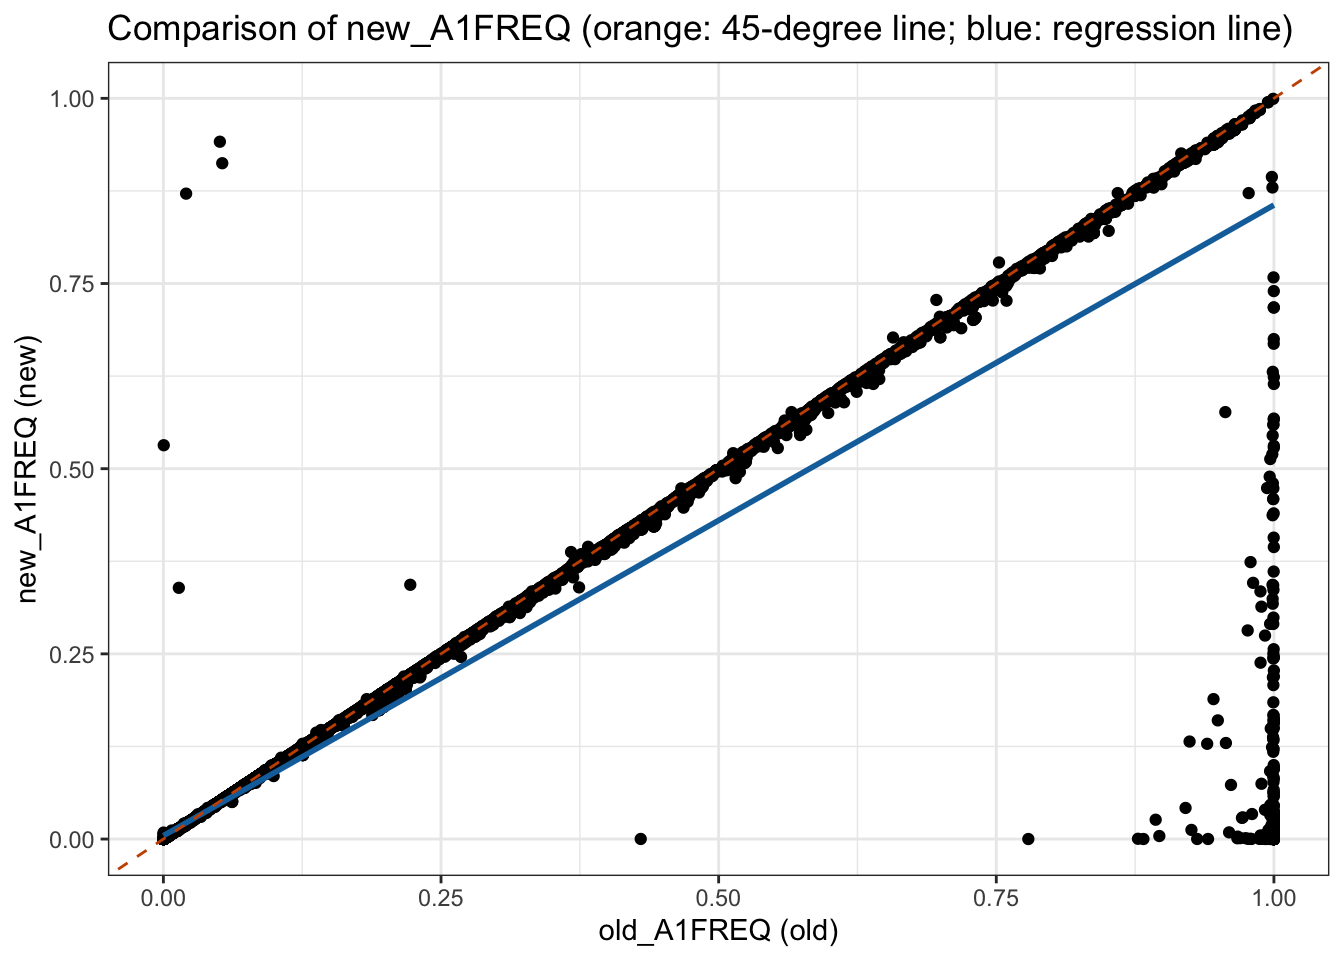 Comparison of new_A1FREQ (orange: 45-degree line; blue: regression line)
1.00
0.75
0.50
0.25
0.00
new_A1FREQ (new)
0.00 0.25 0.50 0.75 1.00
old_A1FREQ (old)